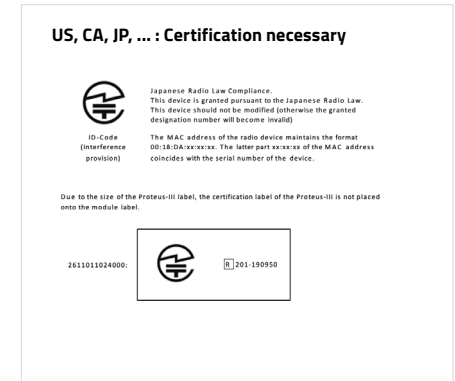 US, CA, JP, ... : Certification necessary
Japanese Radio Law Compliance.
This device is granted pursuant to the Japanese Radio Law.
This device should not be modified (otherwise the granted
designation number will become invalid)
ID-Code
(Interference
provision)
The MAC address of the radio device maintains the format
00:18:DA:xx:xx:xx. The latter part xx:xx:xx of the MAC address
coincides with the serial number of the device.
Due to the size of the Proteus-III label, the certification label of the Proteus-III is not placed
onto the module label.
2611011024000:
R 201-190950